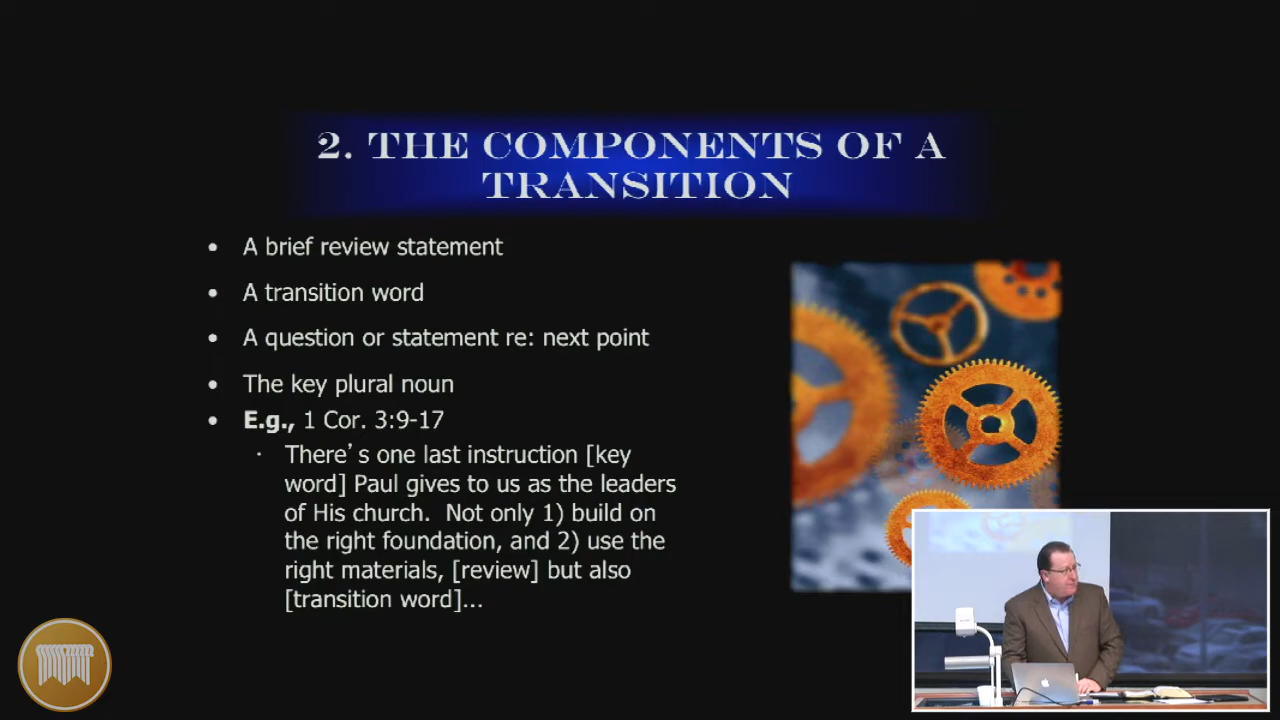 2. THE COMPONENTS OF A
TRANSITION
• A brief review statement
• A transition word
• A question or statement re: next point
• The key plural noun
• E.g., 1 Cor. 3:9-17
· There’s one last instruction [key
word] Paul gives to us as the leaders
of His church.  Not only 1) build on
the right foundation, and 2) use the
right materials, [review] but also
[transition word]...